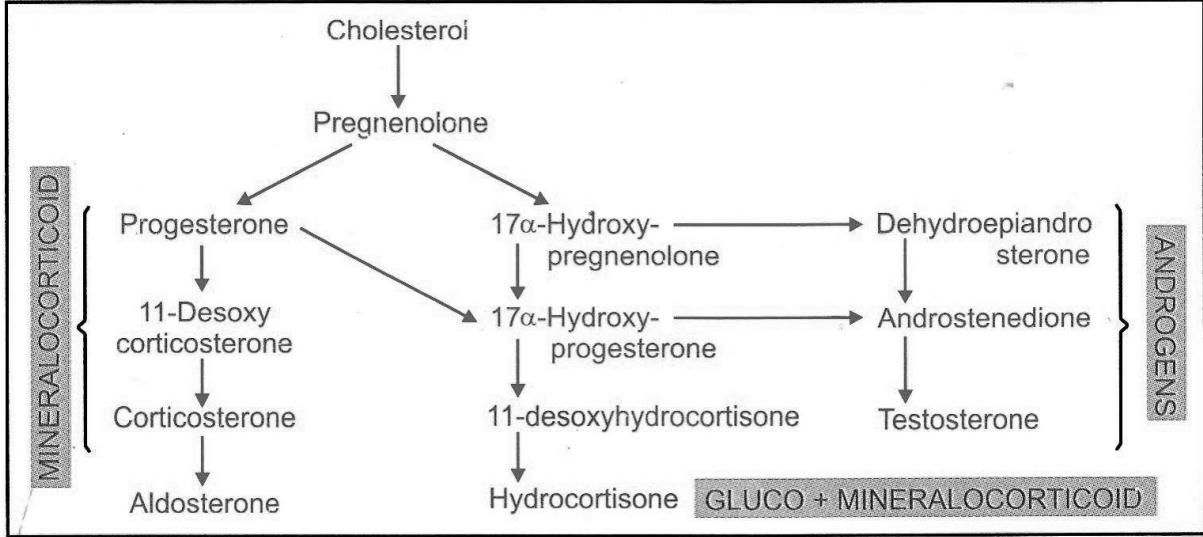 Cholesterol
Pregnenolone
MINERALOCORTICOID
Progesterone
17α-Hydroxy-
pregnenolone
Dehydroepiandro
sterone
ANDROGENS
11-Desoxy
corticosterone
17α-Hydroxy-
progesterone
Androstenedione
Corticosterone
11-desoxyhydrocortisone
Testosterone
Aldosterone
Hydrocortisone
GLUCO + MINERALOCORTICOID